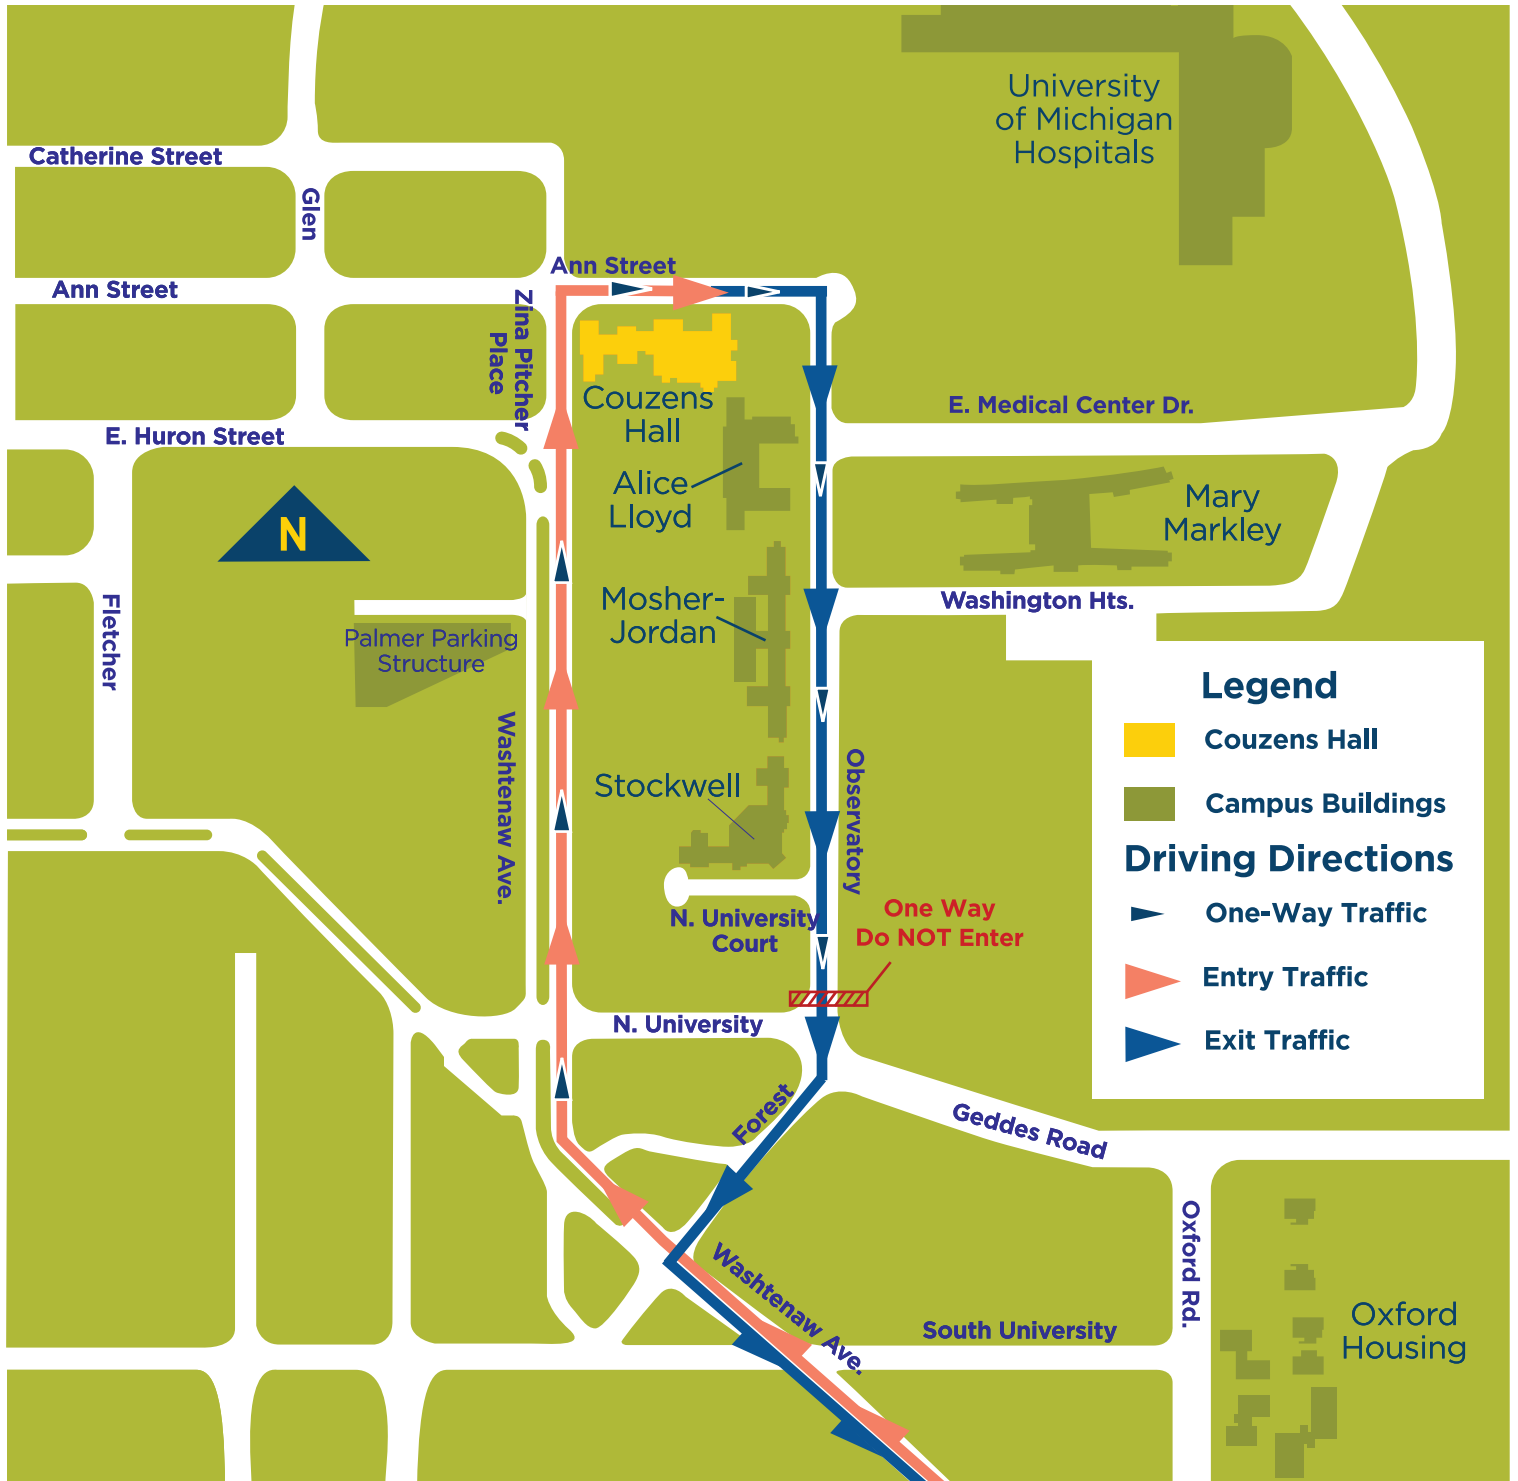 University
of Michigan
Hospitals
Catherine Street
Glen
Ann Street
Ann Street
Zina Pitcher
Place
Couzens
Hall
E. Medical Center Dr.
E. Huron Street
Alice
Lloyd
Mary
Markley
N
Mosher-
Jordan
Washington Hts.
Fletcher
Palmer Parking
Structure
Washtenaw Ave.
Stockwell
Observatory
N. University
Court
One Way
Do NOT Enter
N. University
Forest
Geddes Road
Washtenaw Ave.
South University
Oxford Rd.
Oxford
Housing
Legend
Couzens Hall
Campus Buildings
Driving Directions
One-Way Traffic
Entry Traffic
Exit Traffic